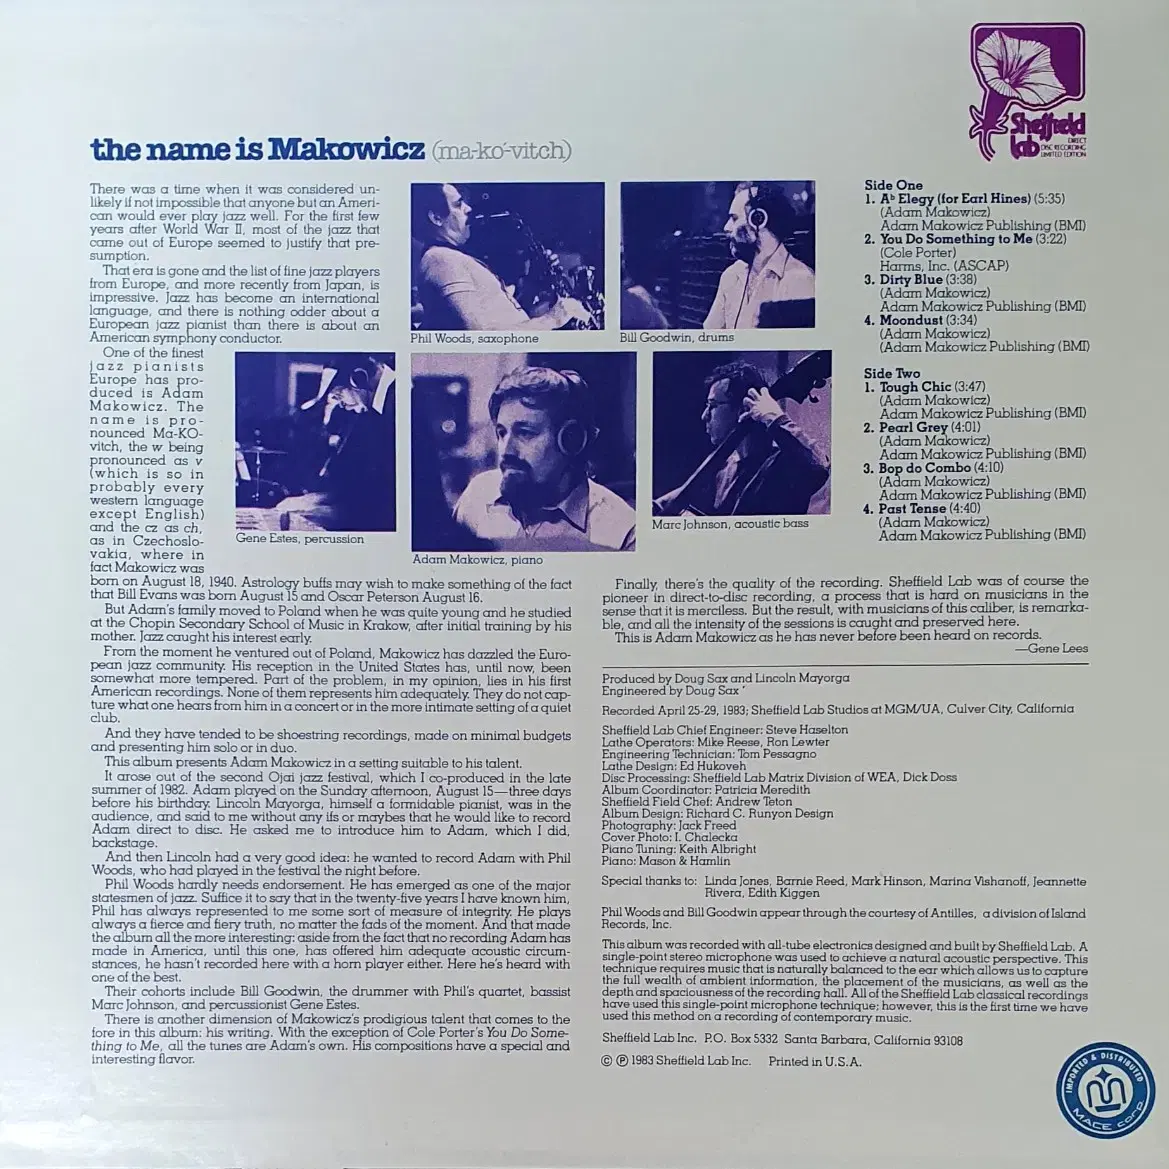 Sheffield
Lab
DIRECT
DISC RECORDING
LIMITED EDITION
the name is Makowicz (ma-ko'-vitch)
There was a time when it was considered un-
likely if not impossible that anyone but an Ameri-
can would ever play jazz well. For the first few
years after World War II, most of the jazz that
came out of Europe seemed to justify that pre-
sumption.
That era is gone and the list of fine jazz players
from Europe, and more recently from Japan, is
impressive. Jazz has become an international
language, and there is nothing odder about a
European jazz pianist than there is about an
American symphony conductor.
One of the finest
jazz pianists
Europe has pro-
duced is Adam
Makowicz. The
name is pro-
nounced Ma-KO-
vitch, the w being
pronounced as v
(which is so in
probably every
western language
except English)
and the cz as ch,
as in Czechoslo-
vakia, where in
fact Makowicz was
born on August 18, 1940. Astrology buffs may wish to make something of the fact
that Bill Evans was born August 15 and Oscar Peterson August 16.
But Adam's family moved to Poland when he was quite young and he studied
at the Chopin Secondary School of Music in Krakow, after initial training by his
mother. Jazz caught his interest early.
From the moment he ventured out of Poland, Makowicz has dazzled the Euro-
pean jazz community. His reception in the United States has, until now, been
somewhat more tempered. Part of the problem, in my opinion, lies in his first
American recordings. None of them represents him adequately. They do not cap-
ture what one hears from him in a concert or in the more intimate setting of a quiet
club.
And they have tended to be shoestring recordings, made on minimal budgets
and presenting him solo or in duo.
This album presents Adam Makowicz in a setting suitable to his talent.
It arose out of the second Ojai jazz festival, which I co-produced in the late
summer of 1982. Adam played on the Sunday afternoon, August 15—three days
before his birthday. Lincoln Mayorga, himself a formidable pianist, was in the
audience, and said to me without any ifs or maybes that he would like to record
Adam direct to disc. He asked me to introduce him to Adam, which I did,
backstage.
And then Lincoln had a very good idea: he wanted to record Adam with Phil
Woods, who had played in the festival the night before.
Phil Woods hardly needs endorsement. He has emerged as one of the major
statesmen of jazz. Suffice it to say that in the twenty-five years I have known him,
Phil has always represented to me some sort of measure of integrity. He plays
always a fierce and fiery truth, no matter the fads of the moment. And that made
the album all the more interesting: aside from the fact that no recording Adam has
made in America, until this one, has offered him adequate acoustic circum-
stances, he hasn't recorded here with a horn player either. Here he's heard with
one of the best.
Their cohorts include Bill Goodwin, the drummer with Phil's quartet, bassist
Marc Johnson, and percussionist Gene Estes.
There is another dimension of Makowicz's prodigious talent that comes to the
fore in this album: his writing. With the exception of Cole Porter's You Do Some-
thing to Me, all the tunes are Adam's own. His compositions have a special and
interesting flavor.
Phil Woods, saxophone
Bill Goodwin, drums
Gene Estes, percussion
Adam Makowicz, piano
Marc Johnson, acoustic bass
Side One
1. A♭ Elegy (for Earl Hines) (5:35)
(Adam Makowicz)
Adam Makowicz Publishing (BMI)
2. You Do Something to Me (3:22)
(Cole Porter)
Harms, Inc. (ASCAP)
3. Dirty Blue (3:38)
(Adam Makowicz)
Adam Makowicz Publishing (BMI)
4. Moondust (3:34)
(Adam Makowicz)
(Adam Makowicz Publishing (BMI)
Side Two
1. Tough Chic (3:47)
(Adam Makowicz)
Adam Makowicz Publishing (BMI)
2. Pearl Grey (4:01)
(Adam Makowicz)
Adam Makowicz Publishing (BMI)
3. Bop do Combo (4:10)
(Adam Makowicz)
Adam Makowicz Publishing (BMI)
4. Past Tense (4:40)
(Adam Makowicz)
Adam Makowicz Publishing (BMI)
Finally, there's the quality of the recording. Sheffield Lab was of course the
pioneer in direct-to-disc recording, a process that is hard on musicians in the
sense that it is merciless. But the result, with musicians of this caliber, is remarka-
ble, and all the intensity of the sessions is caught and preserved here.
This is Adam Makowicz as he has never before been heard on records.
—Gene Lees
Produced by Doug Sax and Lincoln Mayorga
Engineered by Doug Sax
Recorded April 25-29, 1983; Sheffield Lab Studios at MGM/UA, Culver City, California
Sheffield Lab Chief Engineer: Steve Haselton
Lathe Operators: Mike Reese, Ron Lewter
Engineering Technician: Tom Pessagno
Lathe Design: Ed Hukoveh
Disc Processing: Sheffield Lab Matrix Division of WEA, Dick Doss
Album Coordinator: Patricia Meredith
Sheffield Field Chef: Andrew Teton
Album Design: Richard C. Runyon Design
Photography: Jack Freed
Cover Photo: I. Chalecka
Piano Tuning: Keith Albright
Piano: Mason & Hamlin
Special thanks to: Linda Jones, Barnie Reed, Mark Hinson, Marina Vishanoff, Jeannette
Rivera, Edith Kiggen
Phil Woods and Bill Goodwin appear through the courtesy of Antilles, a division of Island
Records, Inc.
This album was recorded with all-tube electronics designed and built by Sheffield Lab. A
single-point stereo microphone was used to achieve a natural acoustic perspective. This
technique requires music that is naturally balanced to the ear which allows us to capture
the full wealth of ambient information, the placement of the musicians, as well as the
depth and spaciousness of the recording hall. All of the Sheffield Lab classical recordings
have used this single-point microphone technique; however, this is the first time we have
used this method on a recording of contemporary music.
Sheffield Lab Inc. P.O. Box 5332 Santa Barbara, California 93108
© ℗ 1983 Sheffield Lab Inc. Printed in U.S.A.
IMPORTED & DISTRIBUTED
MACE corp